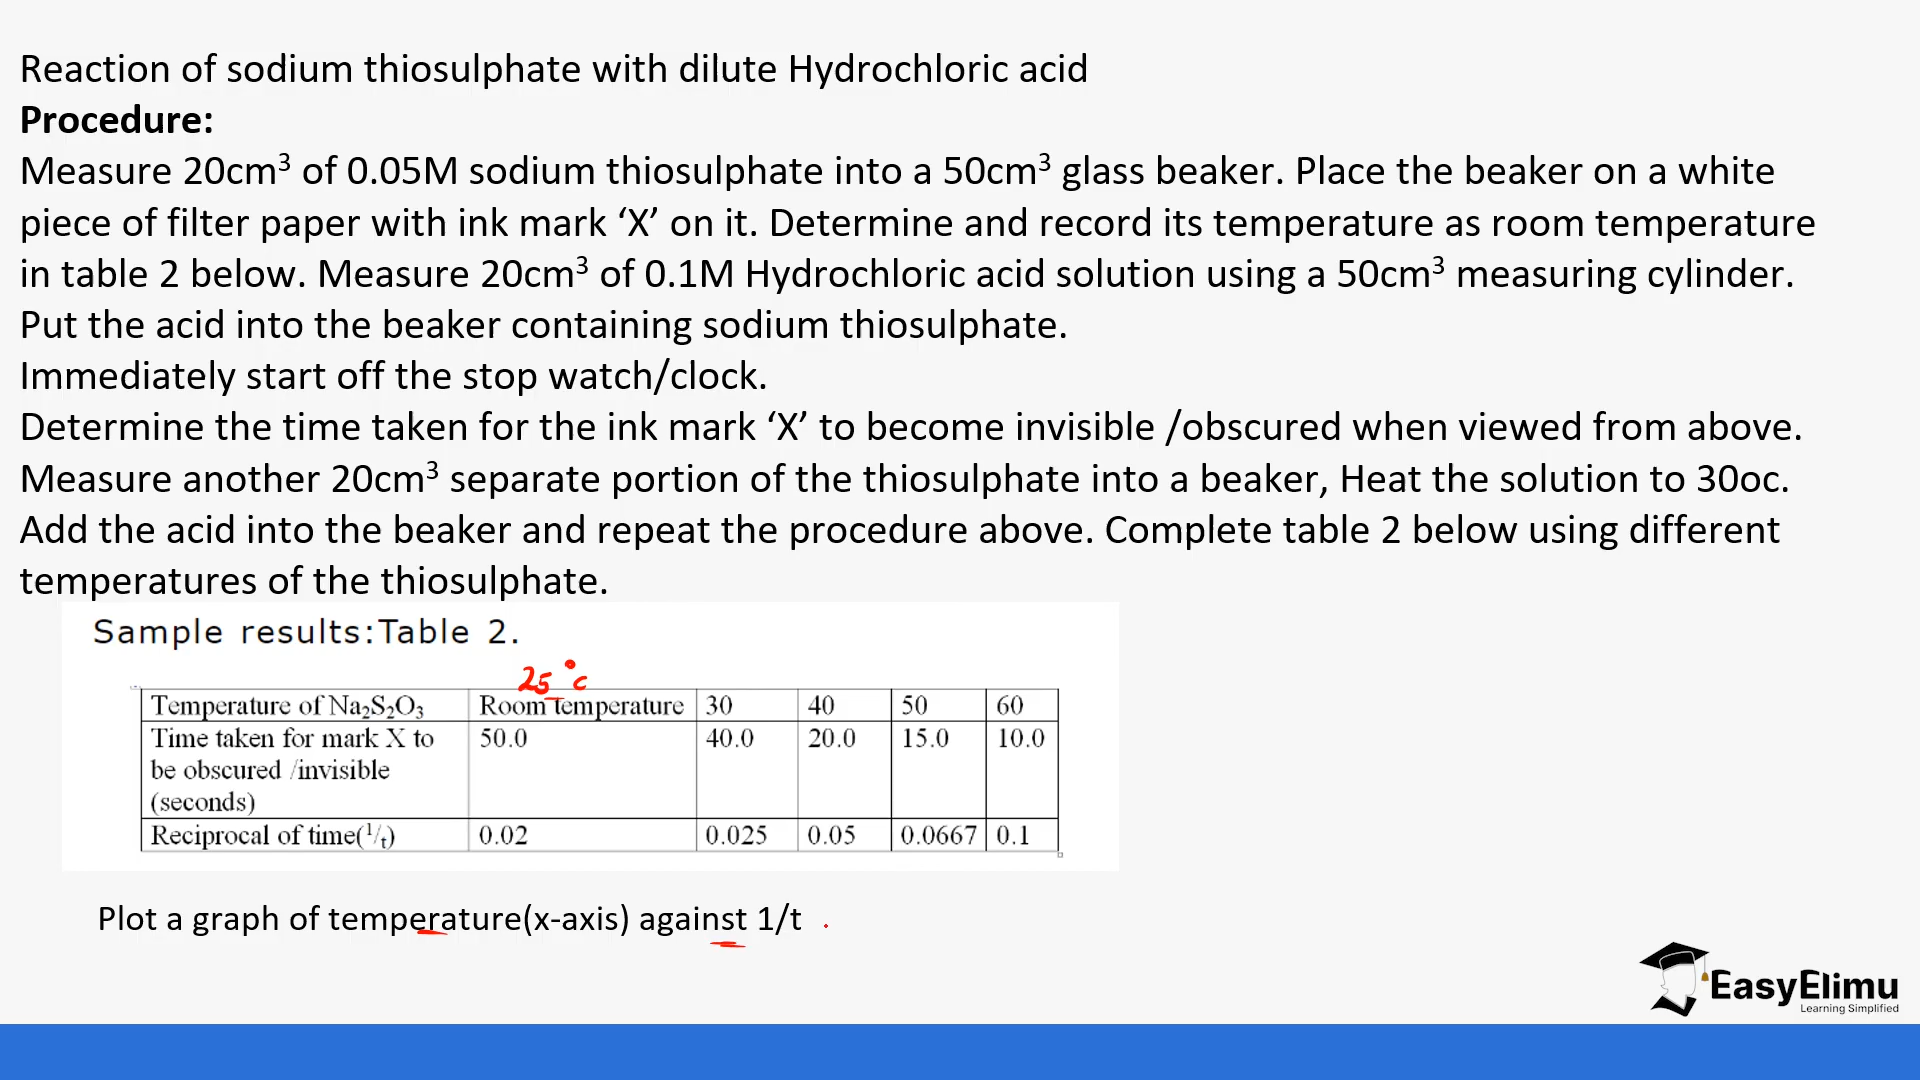 Reaction of sodium thiosulphate with dilute Hydrochloric acid
Procedure:
Measure 20cm³ of 0.05M sodium thiosulphate into a 50cm³ glass beaker. Place the beaker on a white
piece of filter paper with ink mark ‘X’ on it. Determine and record its temperature as room temperature
in table 2 below. Measure 20cm³ of 0.1M Hydrochloric acid solution using a 50cm³ measuring cylinder.
Put the acid into the beaker containing sodium thiosulphate.
Immediately start off the stop watch/clock.
Determine the time taken for the ink mark ‘X’ to become invisible /obscured when viewed from above.
Measure another 20cm³ separate portion of the thiosulphate into a beaker, Heat the solution to 30oc.
Add the acid into the beaker and repeat the procedure above. Complete table 2 below using different
temperatures of the thiosulphate.
Sample results:Table 2.
25°c
Temperature of Na₂S₂O₃ Room temperature 30 40 50 60
Time taken for mark X to 50.0 40.0 20.0 15.0 10.0
be obscured /invisible
(seconds)
Reciprocal of time(¹/ₜ) 0.02 0.025 0.05 0.0667 0.1
Plot a graph of temperature(x-axis) against 1/t
EasyElimu
Learning Simplified